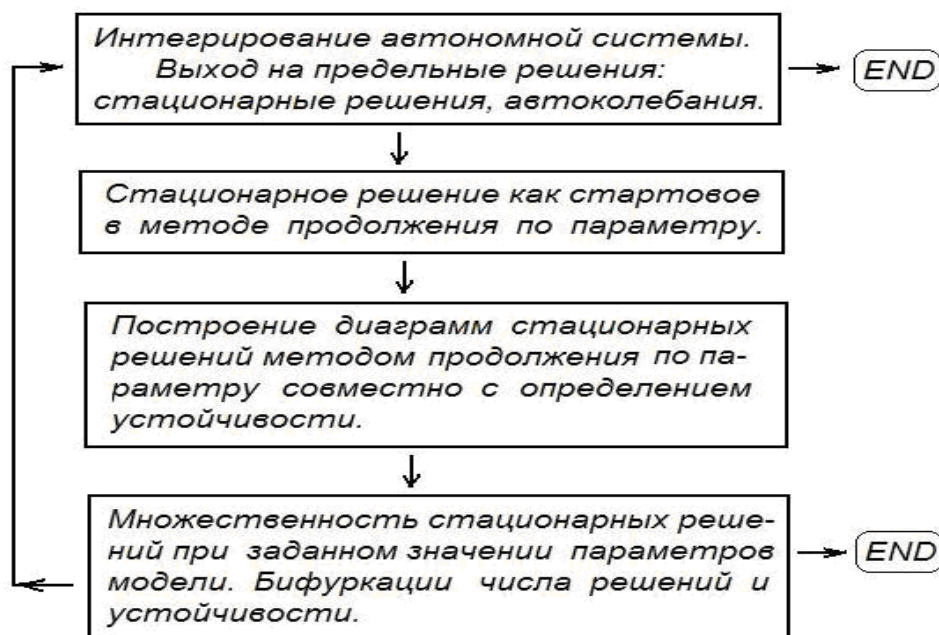 Интегрирование автономной системы.
Выход на предельные решения:
стационарные решения, автоколебания.
END
Стационарное решение как стартовое
в методе продолжения по параметру.
Построение диаграмм стационарных
решений методом продолжения по па-
раметру совместно с определением
устойчивости.
Множественность стационарных реше-
ний при заданном значении параметров
модели. Бифуркации числа решений и
устойчивости.
END